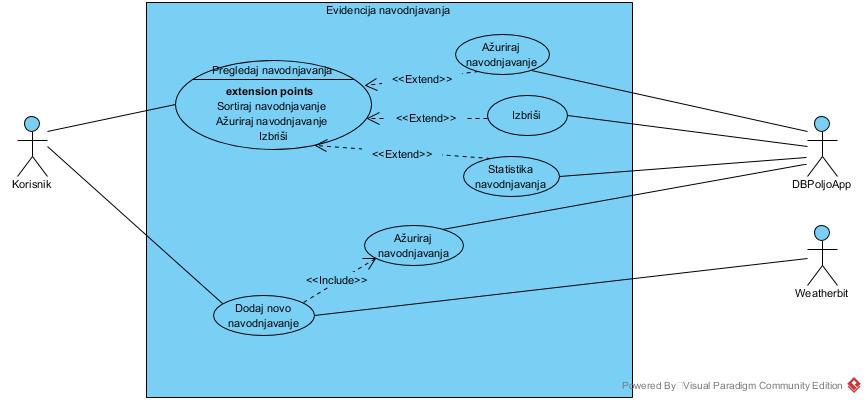 Evidencija navodnjavanja
Ažuriraj
navodnjavanje
Pregledaj navodnjavanja
<<Extend>>
extension points
Sortiraj navodnjavanje
Ažuriraj navodnjavanje
Izbriši
<<Extend>>
Izbriši
<<Extend>>
Statistika
navodnjavanja
Korisnik
DBPoljoApp
Ažuriraj
navodnjavanja
<<Include>>
Dodaj novo
navodnjavanje
Weatherbit
Powered By Visual Paradigm Community Edition